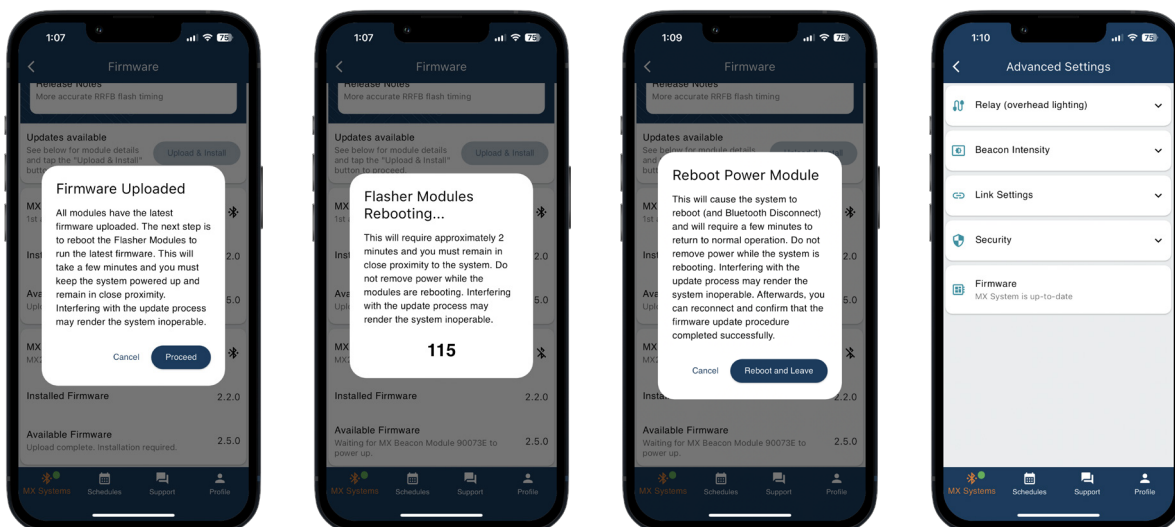 1:07
75
Firmware
Release Notes
More accurate RRFB flash timing
Updates available
See below for module details
and tap the "Upload & Install"
Upload & Install
Firmware Uploaded
All modules have the latest
firmware uploaded. The next step is
to reboot the Flasher Modules to
run the latest firmware. This will
take a few minutes and you must
keep the system powered up and
remain in close proximity.
Interfering with the update process
may render the system inoperable.
Cancel
Proceed
Installed Firmware
2.2.0
Available Firmware
Upload complete. Installation required.
2.5.0
MX Systems
Schedules
Support
Profile
1:07
75
Firmware
Release Notes
More accurate RRFB flash timing
Updates available
See below for module details
and tap the "Upload & Install"
button to proceed.
Upload & Install
Flasher Modules
Rebooting...
This will require approximately 2
minutes and you must remain in
close proximity to the system. Do
not remove power while the
modules are rebooting. Interfering
with the update process may
render the system inoperable.
115
Installed Firmware
2.2.0
Available Firmware
Waiting for MX Beacon Module 90073E to
power up.
2.5.0
MX Systems
Schedules
Support
Profile
1:09
75
Firmware
Release Notes
More accurate RRFB flash timing
Updates available
See below for module details
Upload & Install
Reboot Power Module
This will cause the system to
reboot (and Bluetooth Disconnect)
and will require a few minutes to
return to normal operation. Do not
remove power while the system is
rebooting. Interfering with the
update process may render the
system inoperable. Afterwards, you
can reconnect and confirm that the
firmware update procedure
completed successfully.
Cancel
Reboot and Leave
2.2.0
Available Firmware
Waiting for MX Beacon Module 90073E to
power up.
2.5.0
MX Systems
Schedules
Support
Profile
1:10
75
Advanced Settings
Relay (overhead lighting)
Beacon Intensity
Link Settings
Security
Firmware
MX System is up-to-date
MX Systems
Schedules
Support
Profile